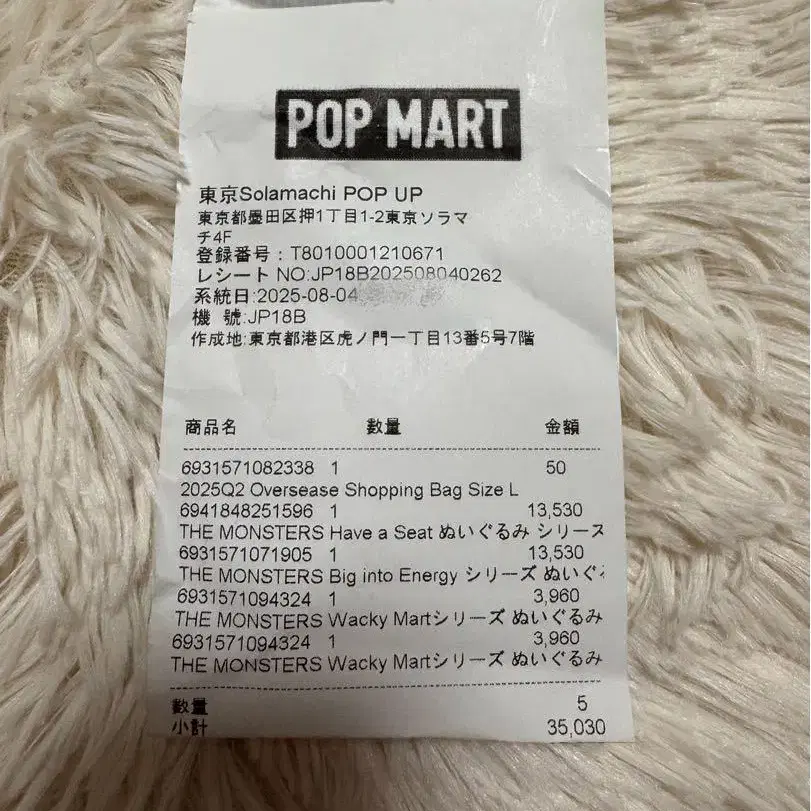 POP MART
東京Solamachi POP UP
東京都墨田区押1丁目1-2東京ソラマ
チ4F
登録番号：T8010001210671
レシート NO:JP18B202508040262
系統日:2025-08-04
機 號:JP18B
作成地:東京都港区虎ノ門一丁目13番5号7階
商品名 数量 金額
6931571082338 1 50
2025Q2 Oversease Shopping Bag Size L
6941848251596 1 13,530
THE MONSTERS Have a Seat ぬいぐるみ シリーズ
6931571071905 1 13,530
THE MONSTERS Big into Energy シリーズ ぬいぐ
6931571094324 1 3,960
THE MONSTERS Wacky Martシリーズ ぬいぐるみ
6931571094324 1 3,960
THE MONSTERS Wacky Martシリーズ ぬいぐるみ
数量 5
小計 35,030